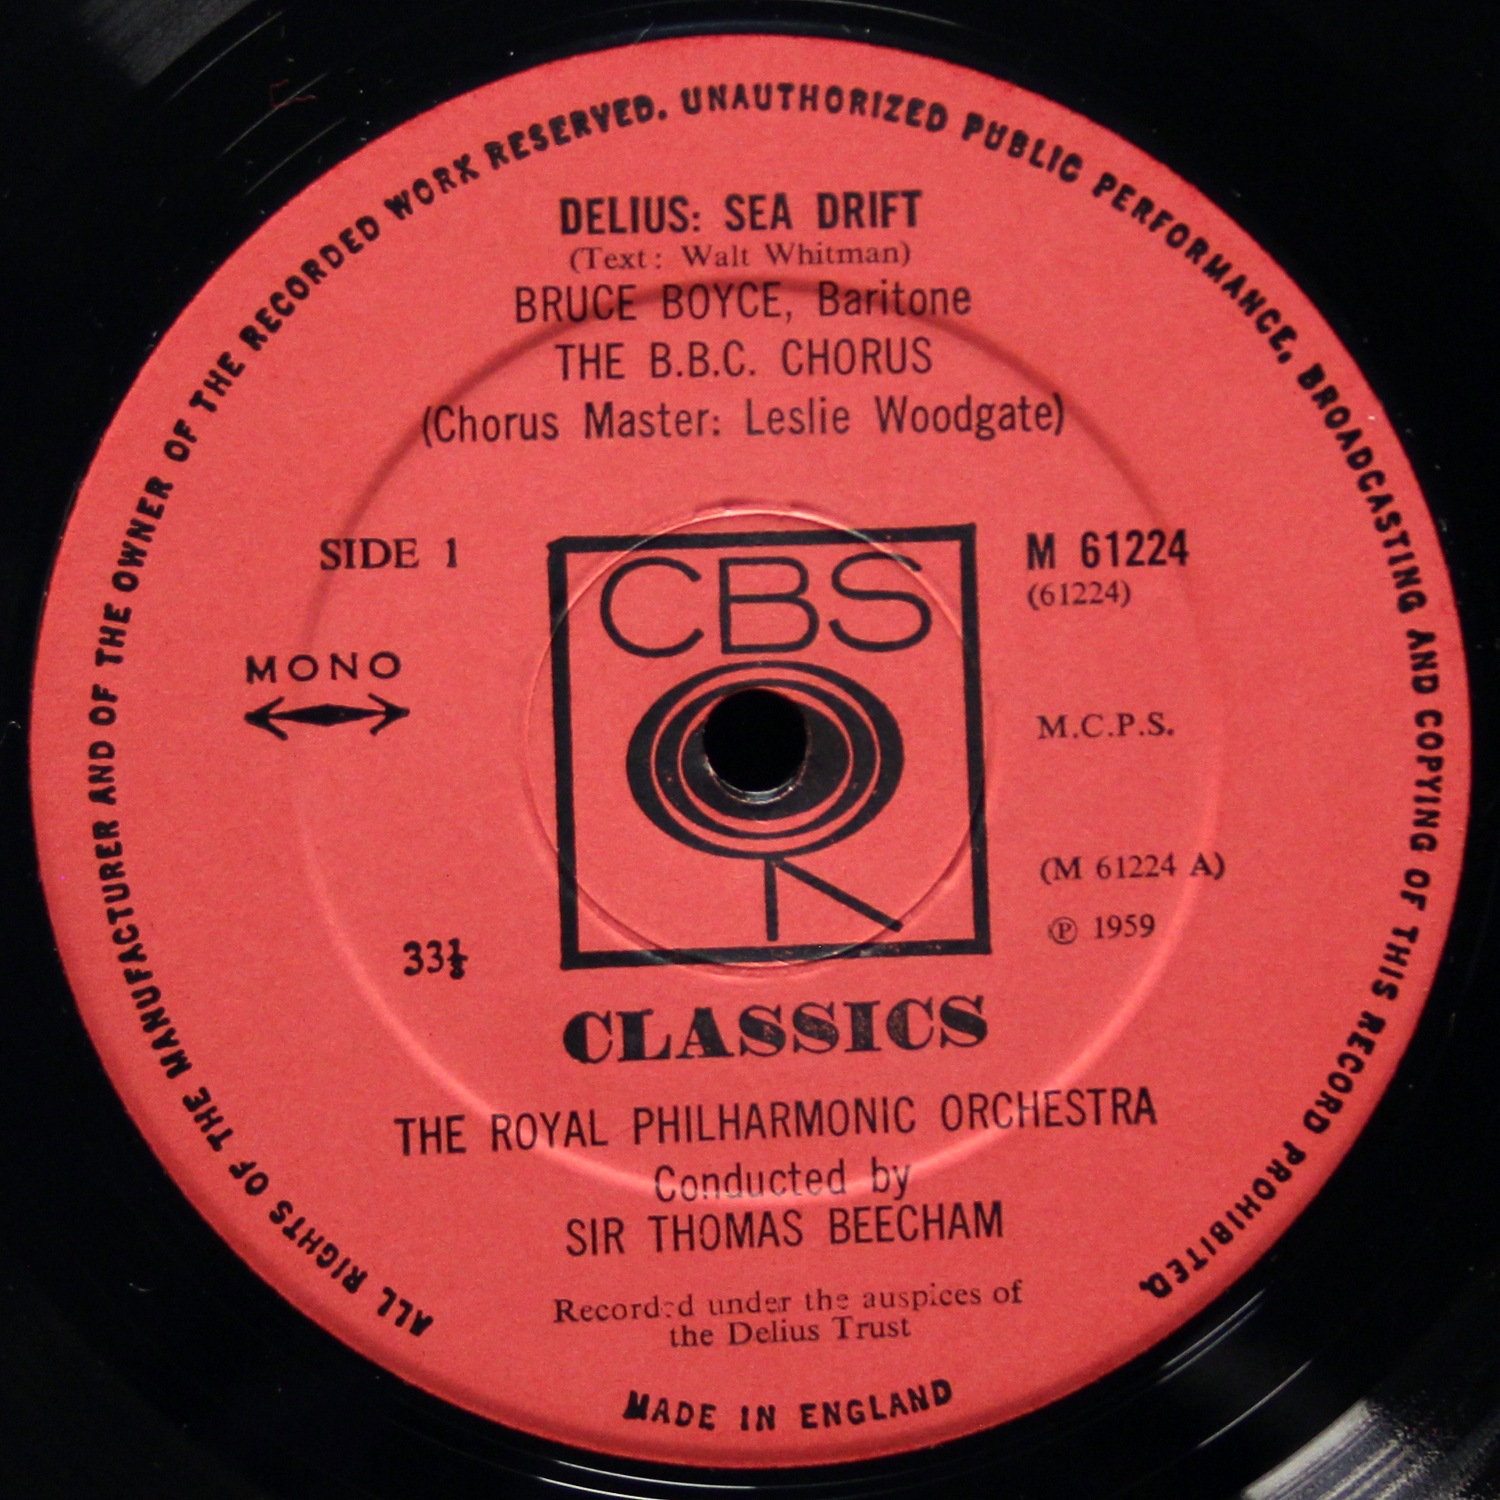 ALL RIGHTS OF THE MANUFACTURER AND OF THE OWNER OF THE RECORDED WORK RESERVED. UNAUTHORIZED PUBLIC PERFORMANCE, BROADCASTING AND COPYING OF THIS RECORD PROHIBITED.
DELIUS: SEA DRIFT
(Text: Walt Whitman)
BRUCE BOYCE, Baritone
THE B.B.C. CHORUS
(Chorus Master: Leslie Woodgate)
SIDE 1
M 61224
(61224)
CBS
MONO
M.C.P.S.
(M 61224 A)
℗ 1959
33⅓
CLASSICS
THE ROYAL PHILHARMONIC ORCHESTRA
Conducted by
SIR THOMAS BEECHAM
Recorded under the auspices of
the Delius Trust
MADE IN ENGLAND